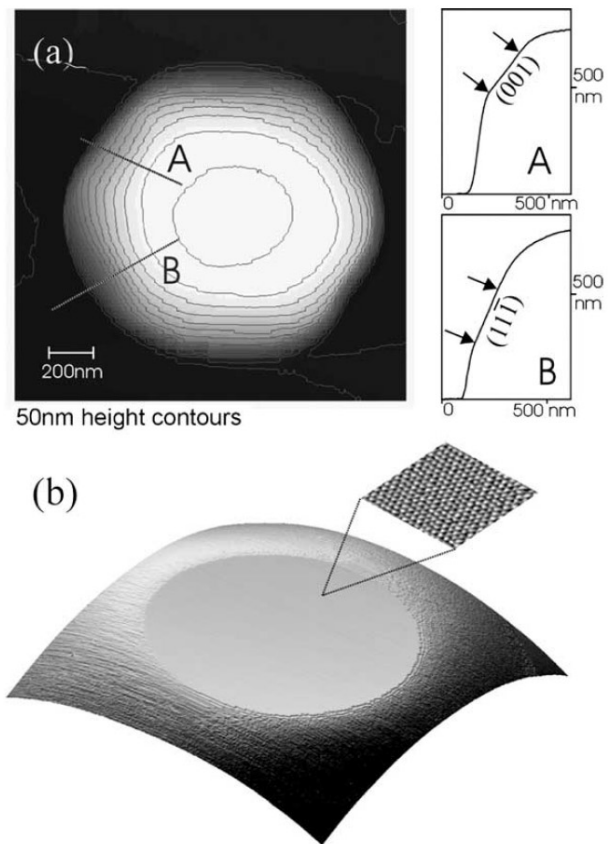 (a)
A
B
200nm
50nm height contours
(001)
500
nm
A
0
500 nm
500
nm
(111̄)
B
0
500 nm
(b)